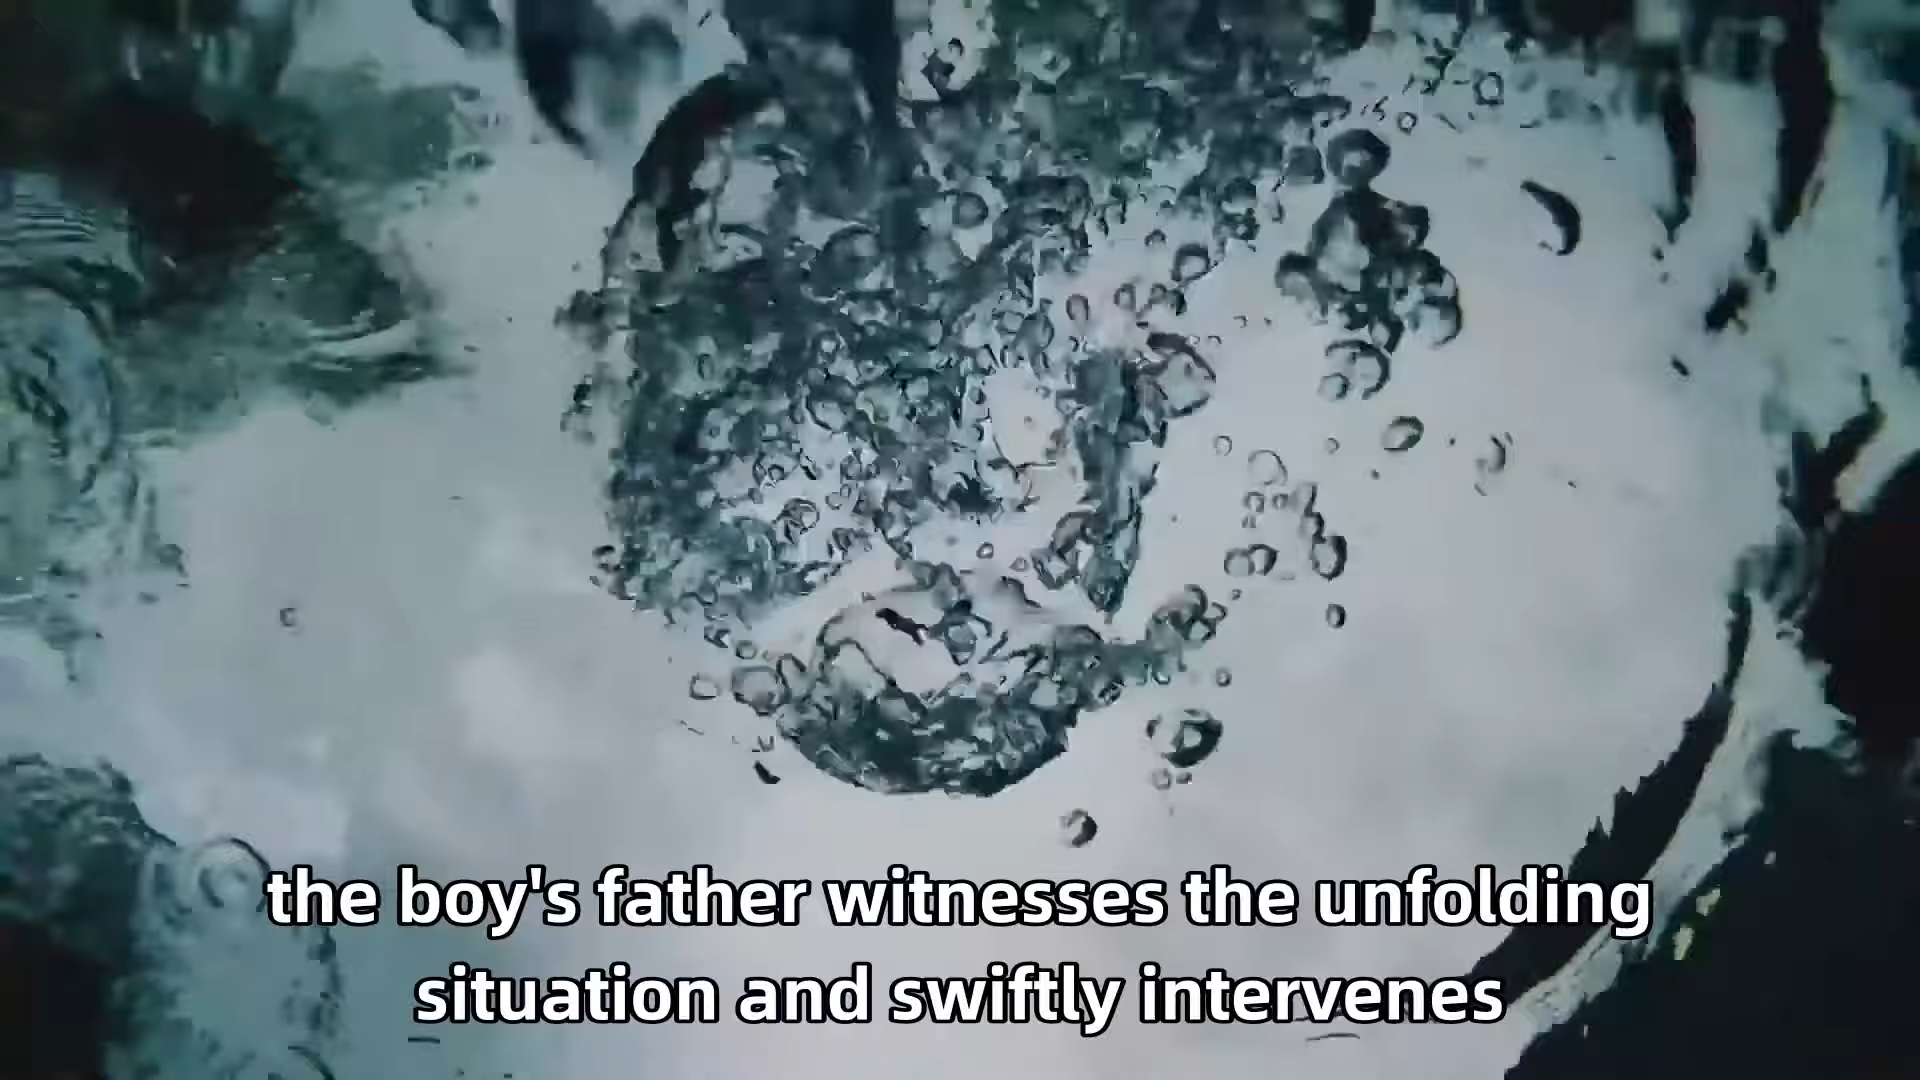 the boy's father witnesses the unfolding
situation and swiftly intervenes